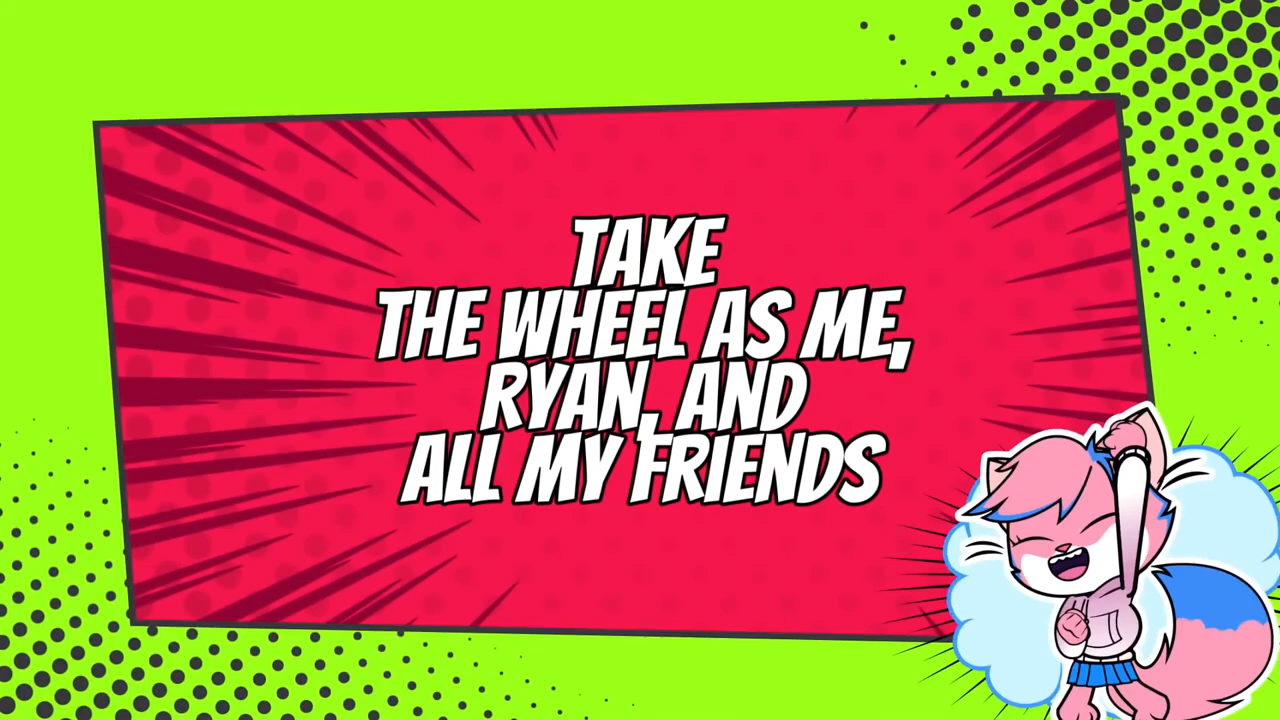 TAKE
THE WHEEL AS ME,
RYAN, AND
ALL MY FRIENDS